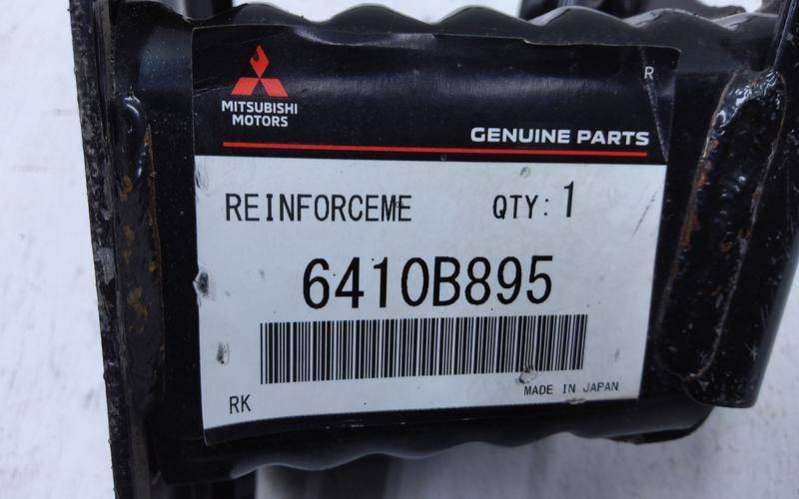 R
MITSUBISHI
MOTORS
GENUINE PARTS
REINFORCEME QTY: 1
6410B895
MADE IN JAPAN
RK